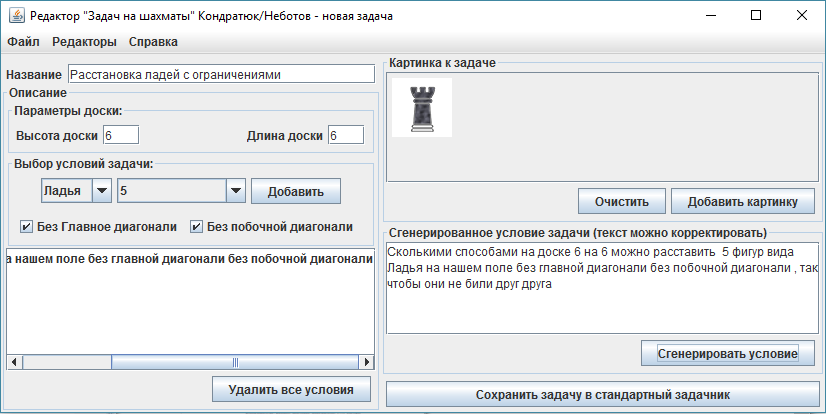 Редактор "Задач на шахматы" Кондратюк/Неботов - новая задача
Файл Редакторы Справка
Название Расстановка ладей с ограничениями
Описание
Параметры доски:
Высота доски 6 Длина доски 6
Выбор условий задачи:
Ладья 5 Добавить
Без Главное диагонали Без побочной диагонали
а нашем поле без главной диагонали без побочной диагонали
Удалить все условия
Картинка к задаче
Очистить Добавить картинку
Сгенерированное условие задачи (текст можно корректировать)
Сколькими способами на доске 6 на 6 можно расставить 5 фигур вида
Ладья на нашем поле без главной диагонали без побочной диагонали , так
чтобы они не били друг друга
Сгенерировать условие
Сохранить задачу в стандартный задачник